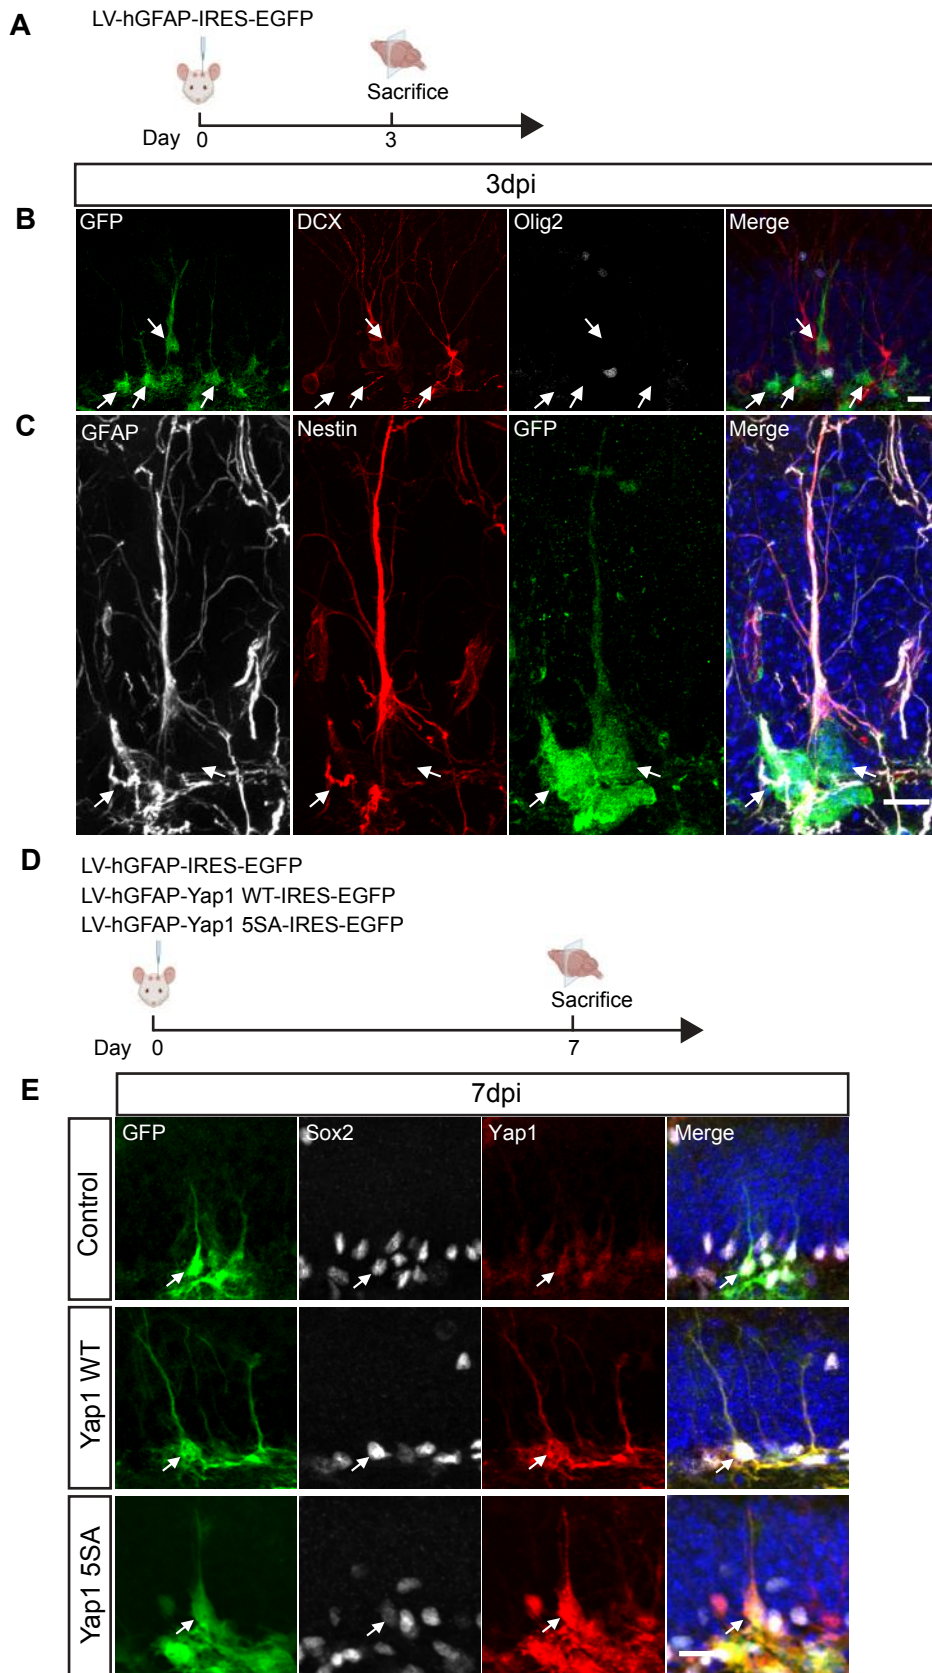 A
LV-hGFAP-IRES-EGFP
Sacrifice
Day 0 3
3dpi
B
GFP DCX Olig2 Merge
C
GFAP Nestin GFP Merge
D
LV-hGFAP-IRES-EGFP
LV-hGFAP-Yap1 WT-IRES-EGFP
LV-hGFAP-Yap1 5SA-IRES-EGFP
Sacrifice
Day 0 7
E
7dpi
GFP Sox2 Yap1 Merge
Control
Yap1 WT
Yap1 5SA